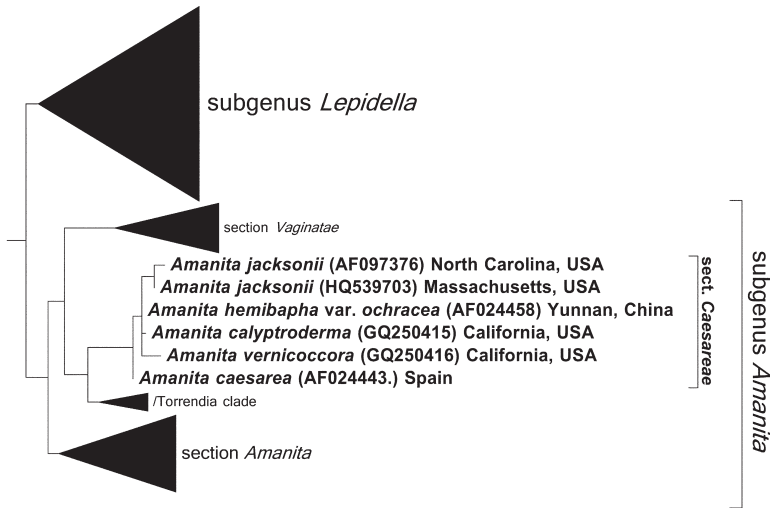 subgenus Lepidella
section Vaginatae
Amanita jacksonii (AF097376) North Carolina, USA
Amanita jacksonii (HQ539703) Massachusetts, USA
Amanita hemibapha var. ochracea (AF024458) Yunnan, China
Amanita calyptroderma (GQ250415) California, USA
Amanita vernicoccora (GQ250416) California, USA
Amanita caesarea (AF024443.) Spain
/Torrendia clade
section Amanita
sect. Caesareae
subgenus Amanita